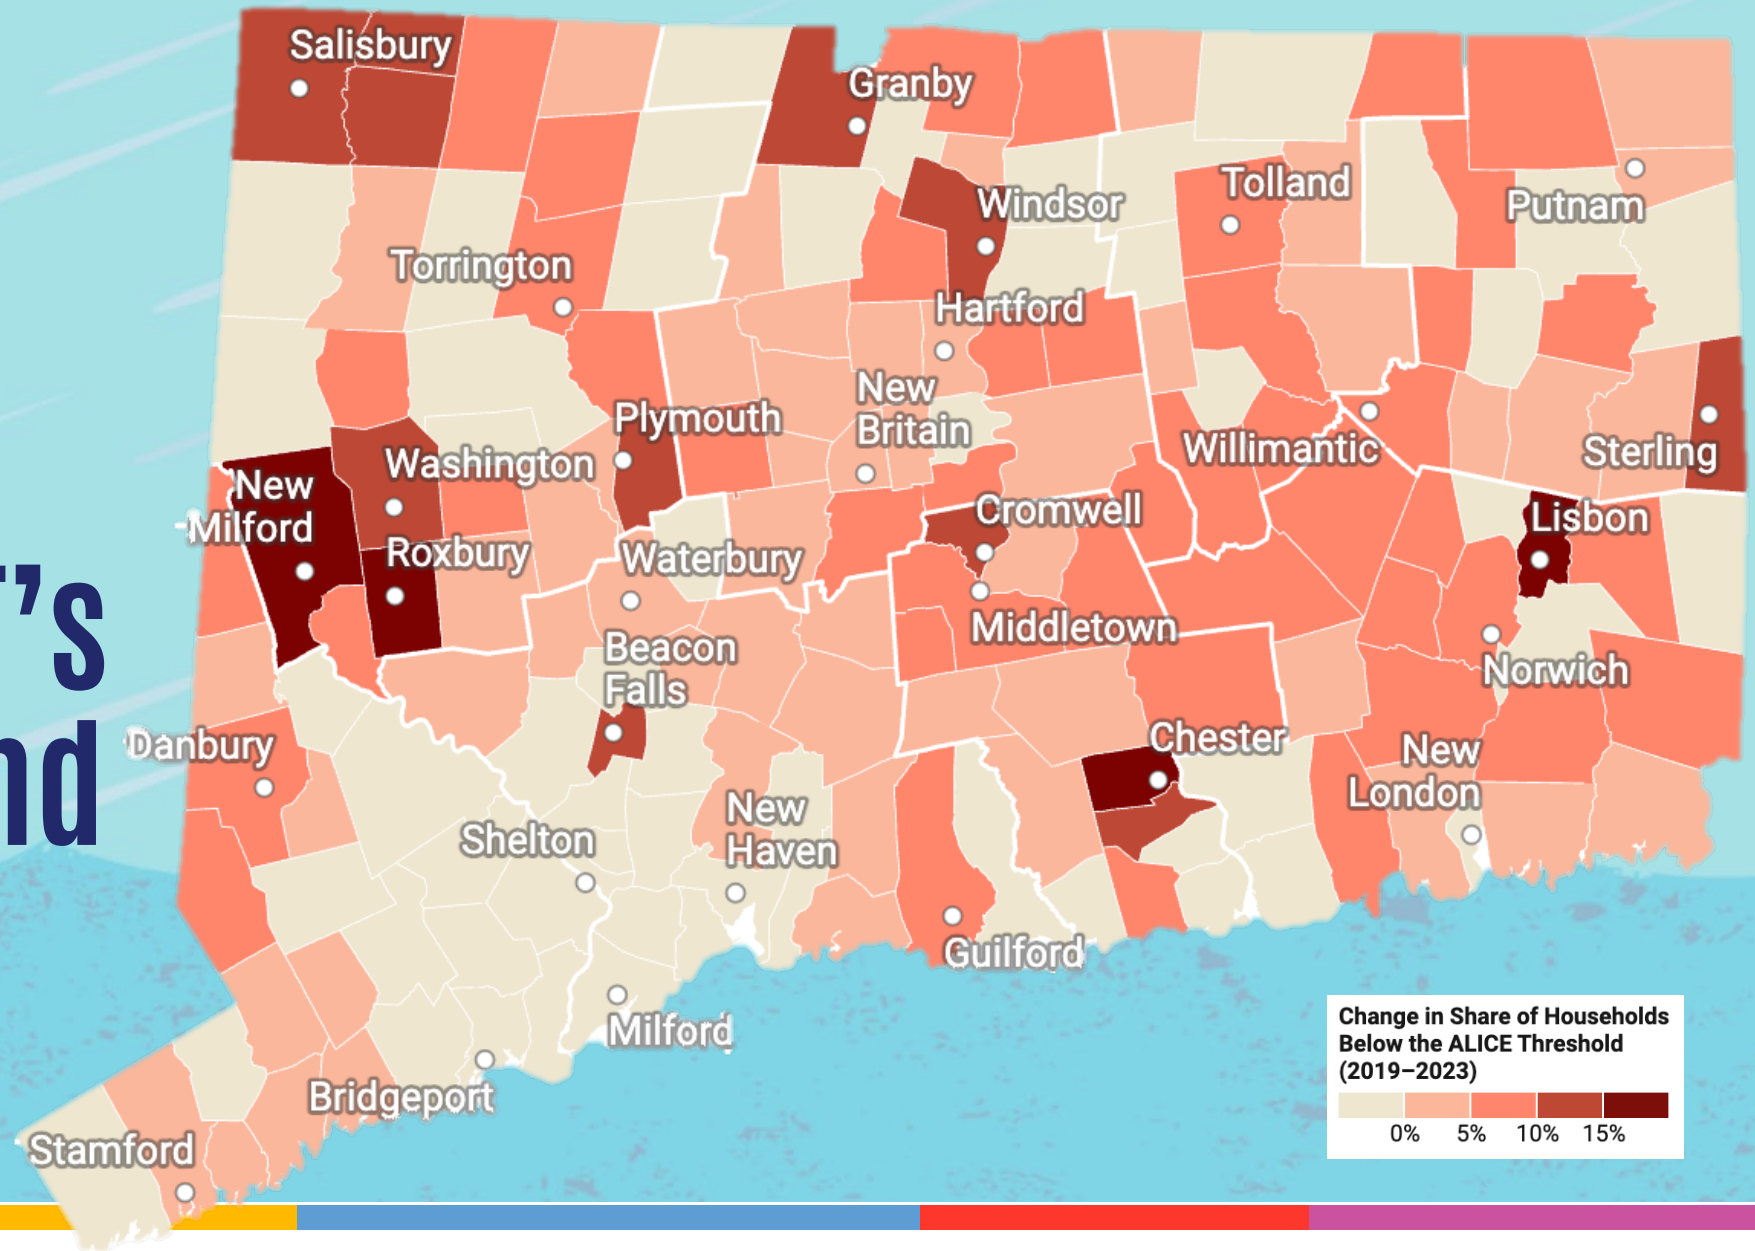 Salisbury
Granby
Windsor
Tolland
Putnam
Torrington
Hartford
New
Britain
Plymouth
Willimantic
Sterling
Washington
New
Milford
Roxbury
Waterbury
Cromwell
Lisbon
Middletown
Beacon
Falls
Norwich
Danbury
Chester
New
London
Shelton
New
Haven
Guilford
Milford
Bridgeport
Stamford
's
nd
Change in Share of Households
Below the ALICE Threshold
(2019–2023)
0% 5% 10% 15%